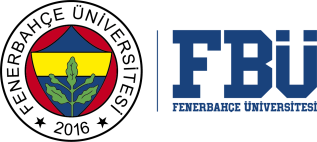 FENERBAHÇE ÜNİVERSİTESİ
★ 2016 ★
FBÜ
FENERBAHÇE ÜNİVERSİTESİ